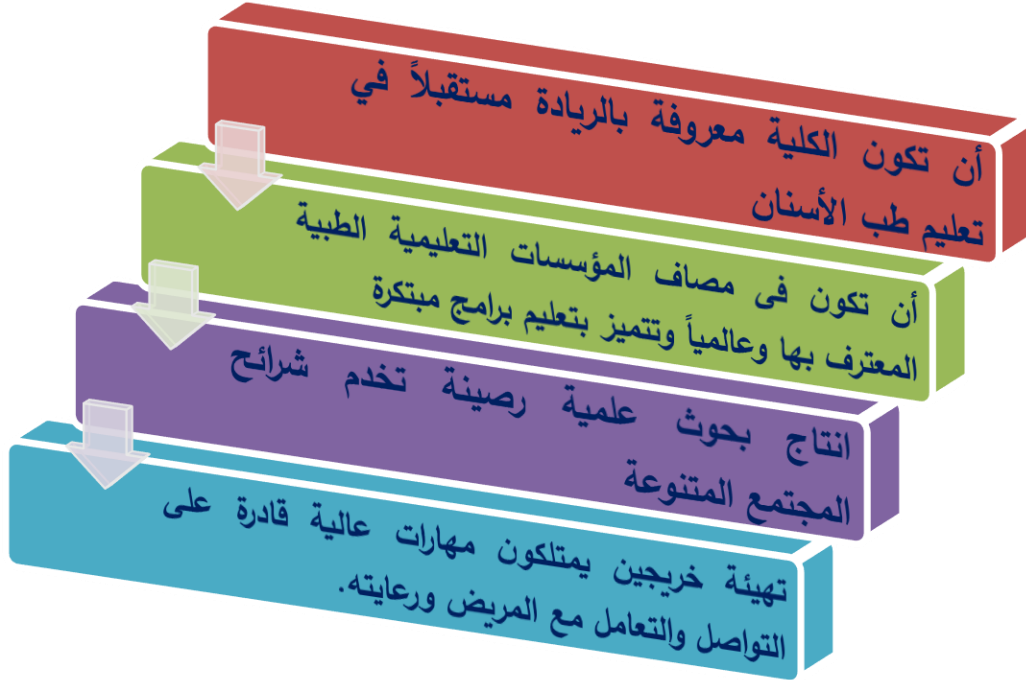 أن تكون الكلية معروفة بالريادة مستقبلاً في
تعليم طب الأسنان
أن تكون فى مصاف المؤسسات التعليمية الطبية
المعترف بها وعالمياً وتتميز بتعليم برامج مبتكرة
انتاج بحوث علمية رصينة تخدم شرائح
المجتمع المتنوعة
تهيئة خريجين يمتلكون مهارات عالية قادرة على
التواصل والتعامل مع المريض ورعايته.